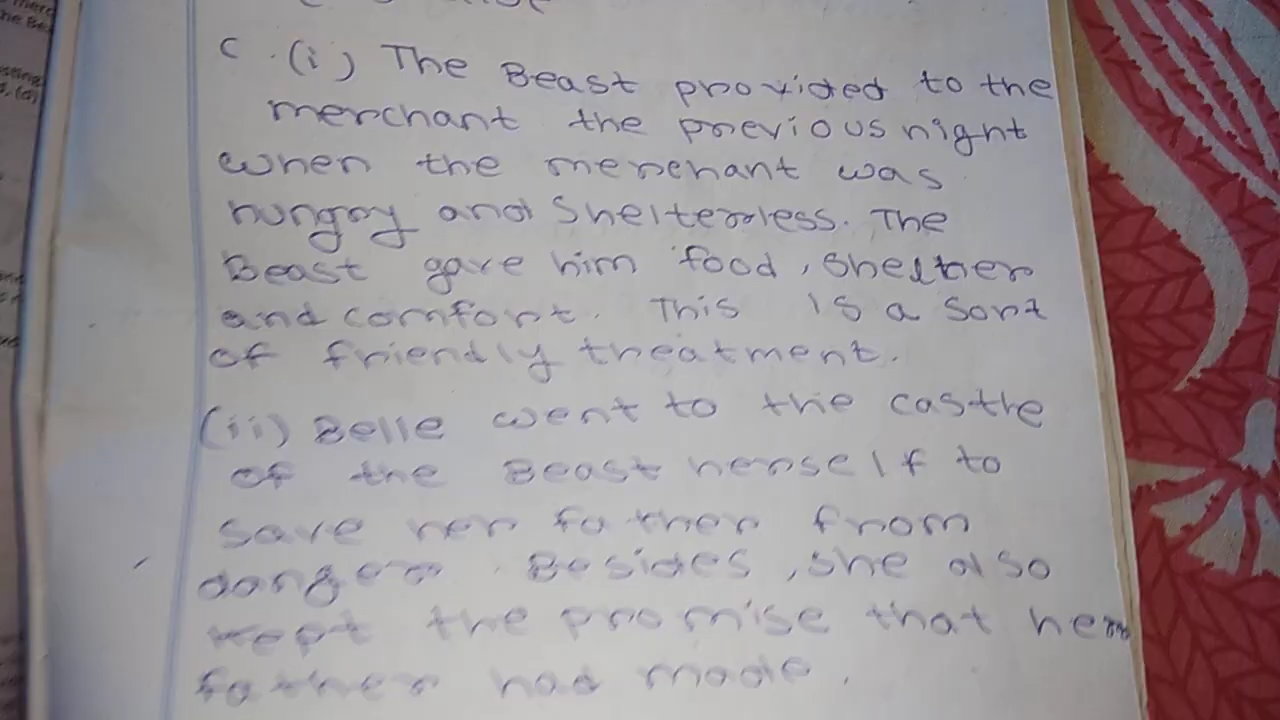 C. (i) The Beast provided to the
merchant the previous night
when the merchant was
hungry and shelterless. The
Beast gave him food, shelter
and comfort. This is a sort
of friendly treatment.
(ii) Belle went to the castle
of the Beast herself to
save her father from
danger. Besides, she also
kept the promise that her
father had made.